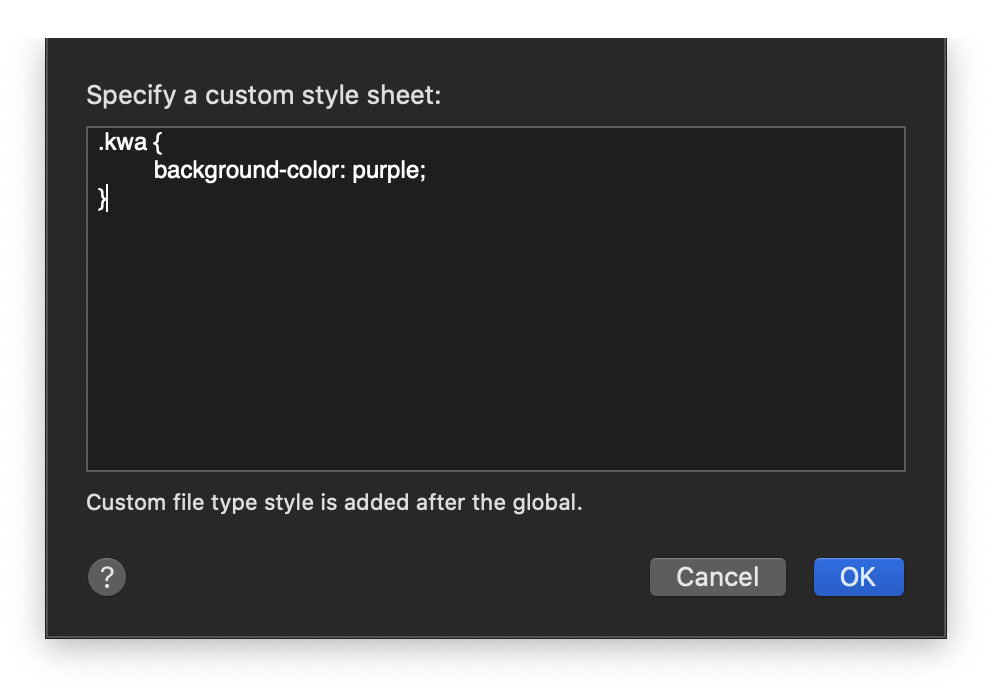 Specify a custom style sheet:
.kwa {
	background-color: purple;
}
Custom file type style is added after the global.
?
Cancel
OK